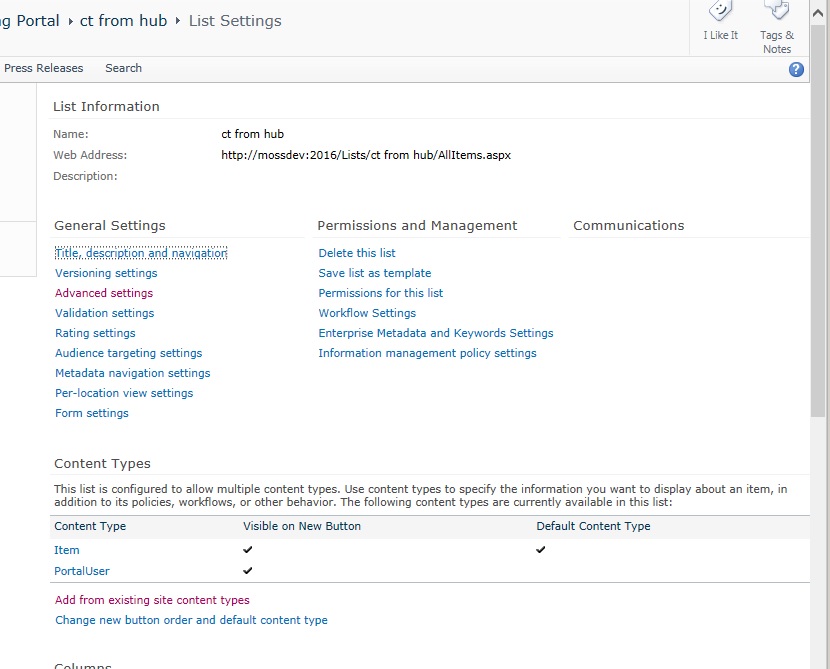 g Portal ▸ ct from hub ▸ List Settings
I Like It
Tags &
Notes
Press Releases Search
List Information
Name: ct from hub
Web Address: http://mossdev:2016/Lists/ct from hub/AllItems.aspx
Description:
General Settings Permissions and Management Communications
Title, description and navigation Delete this list
Versioning settings Save list as template
Advanced settings Permissions for this list
Validation settings Workflow Settings
Rating settings Enterprise Metadata and Keywords Settings
Audience targeting settings Information management policy settings
Metadata navigation settings
Per-location view settings
Form settings
Content Types
This list is configured to allow multiple content types. Use content types to specify the information you want to display about an item, in
addition to its policies, workflows, or other behavior. The following content types are currently available in this list:
Content Type Visible on New Button Default Content Type
Item ✔ ✔
PortalUser ✔
Add from existing site content types
Change new button order and default content type
Columns